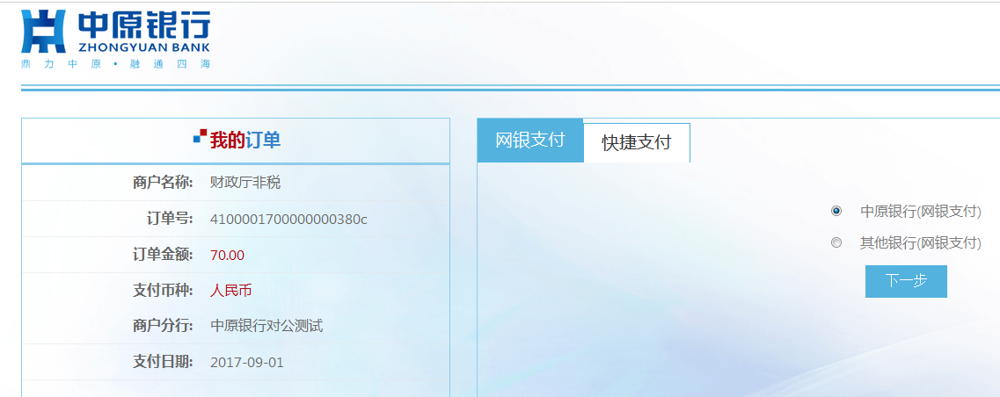 中原银行
ZHONGYUAN BANK
鼎力中原·融通四海
我的订单
商户名称: 财政厅非税
订单号: 4100001700000000380c
订单金额: 70.00
支付币种: 人民币
商户分行: 中原银行对公测试
支付日期: 2017-09-01
网银支付 快捷支付
中原银行(网银支付)
其他银行(网银支付)
下一步